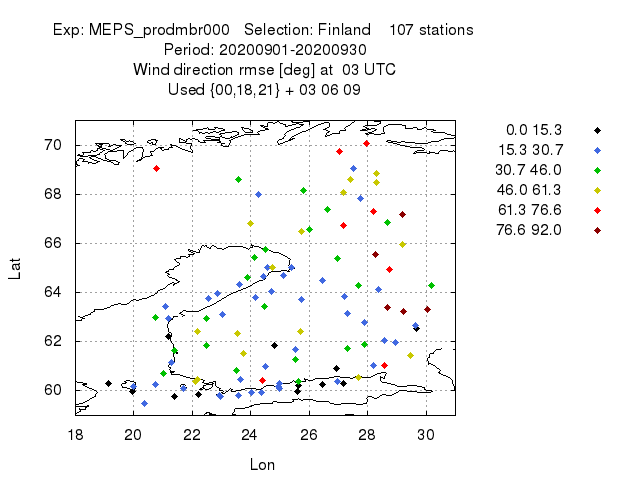 Exp: MEPS_prodmbr000 Selection: Finland 107 stations
Period: 20200901-20200930
Wind direction rmse [deg] at 03 UTC
Used {00,18,21} + 03 06 09
0.0 15.3
15.3 30.7
30.7 46.0
46.0 61.3
61.3 76.6
76.6 92.0
Lat
70
68
66
64
62
60
18 20 22 24 26 28 30
Lon